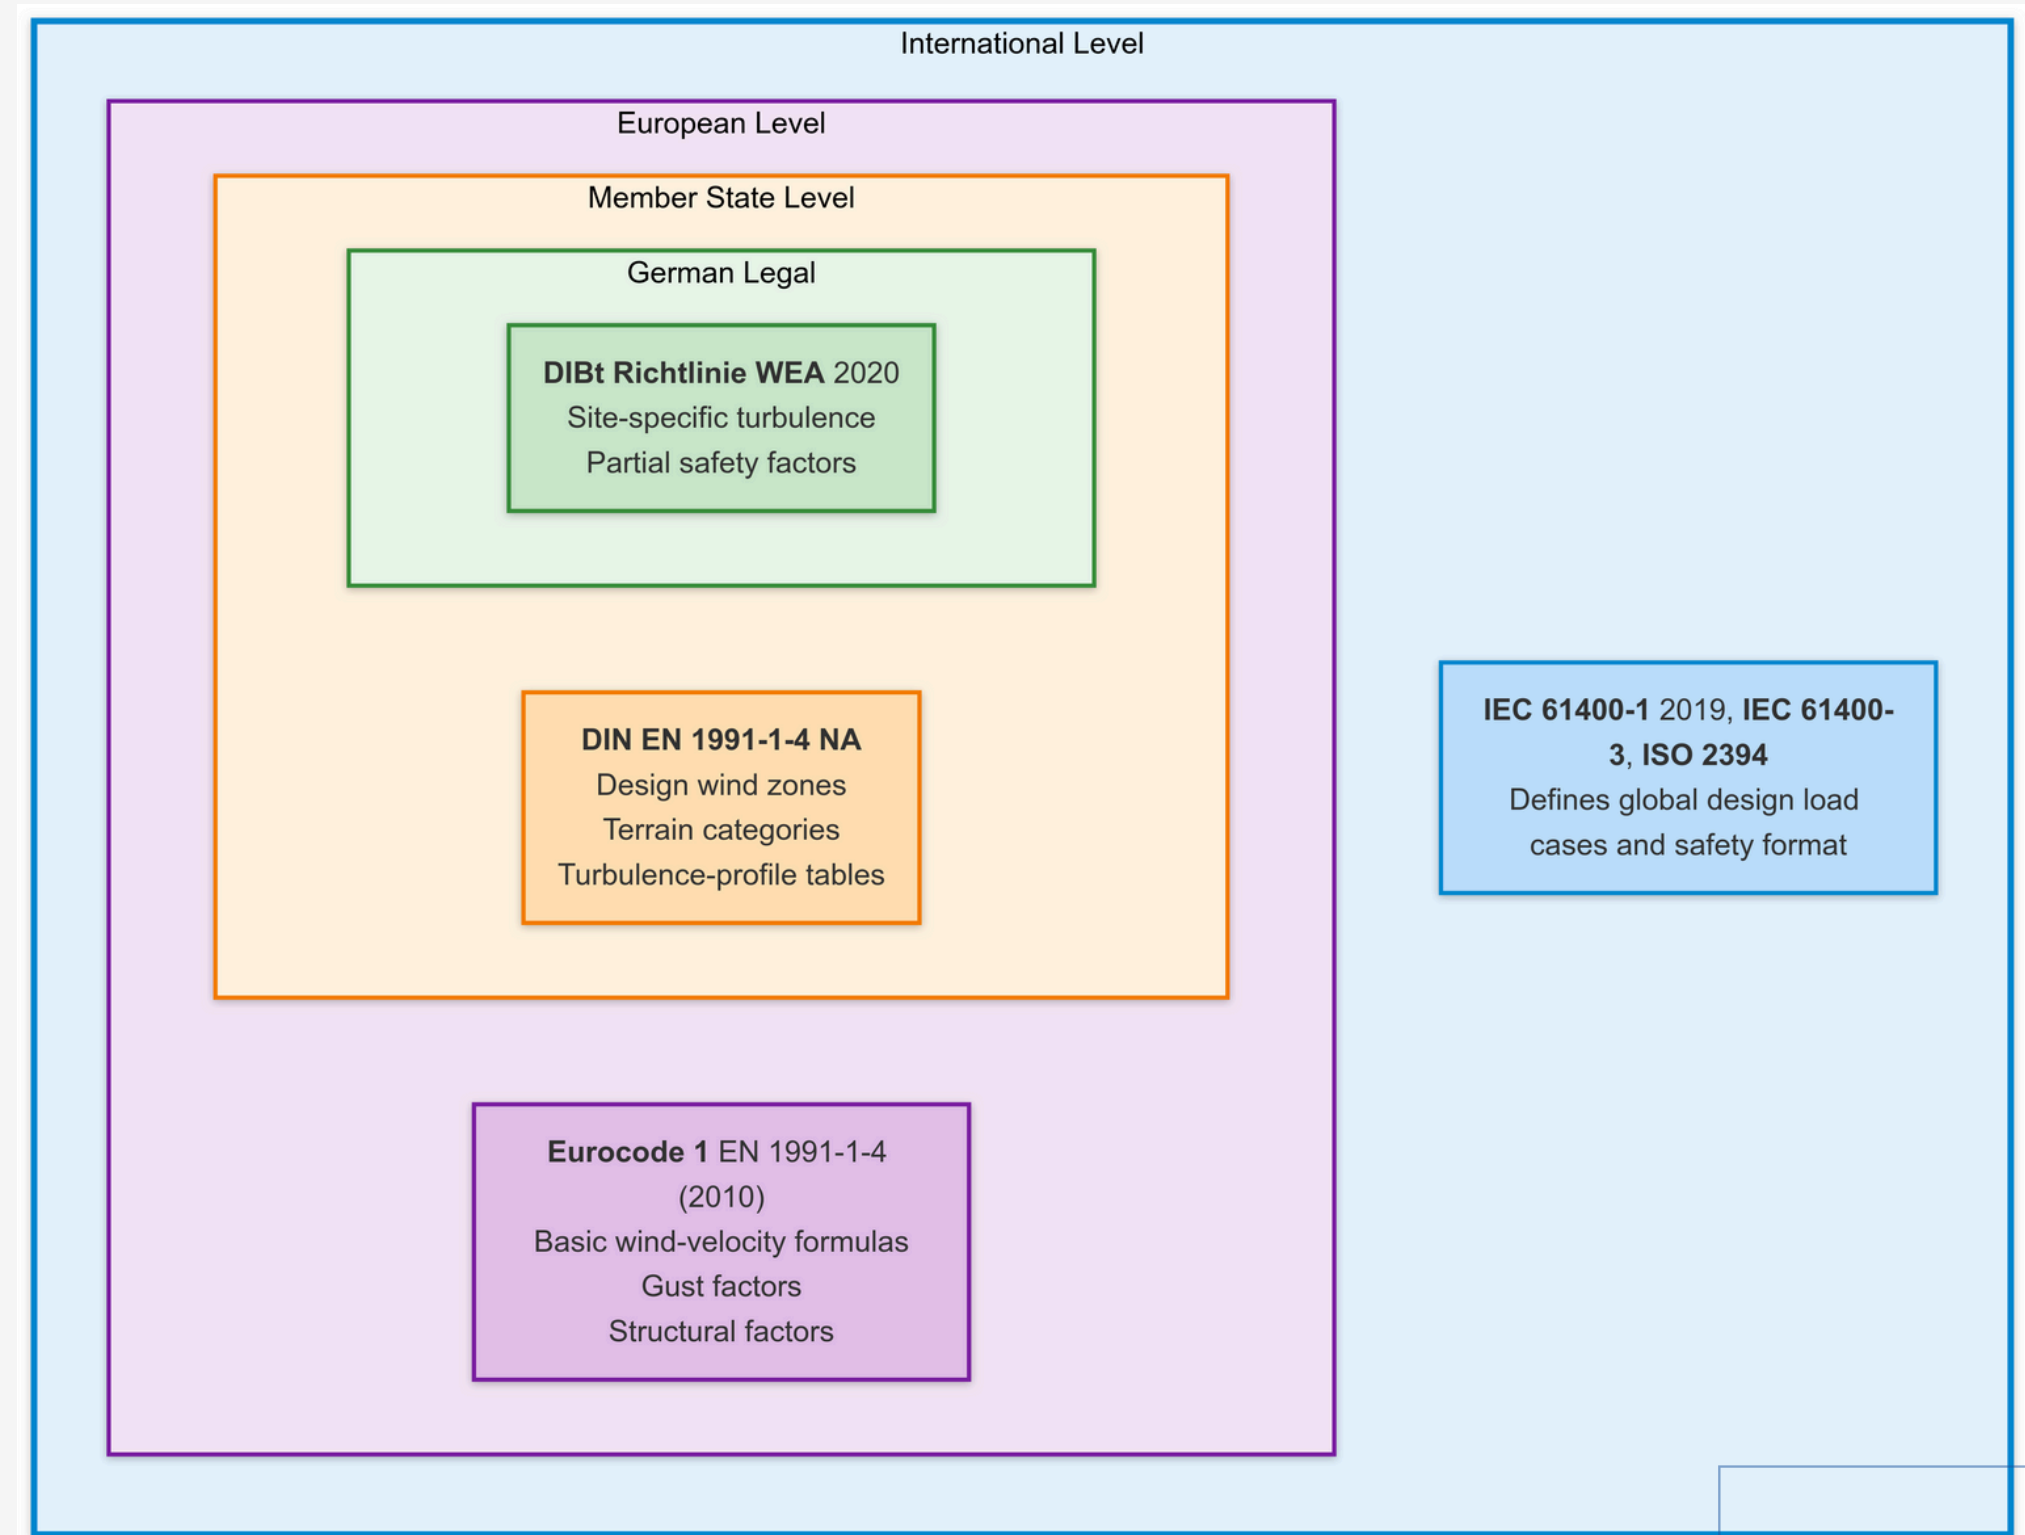 International Level
European Level
Member State Level
German Legal
DIBt Richtlinie WEA 2020
Site-specific turbulence
Partial safety factors
DIN EN 1991-1-4 NA
Design wind zones
Terrain categories
Turbulence-profile tables
Eurocode 1 EN 1991-1-4
(2010)
Basic wind-velocity formulas
Gust factors
Structural factors
IEC 61400-1 2019, IEC 61400-
3, ISO 2394
Defines global design load
cases and safety format